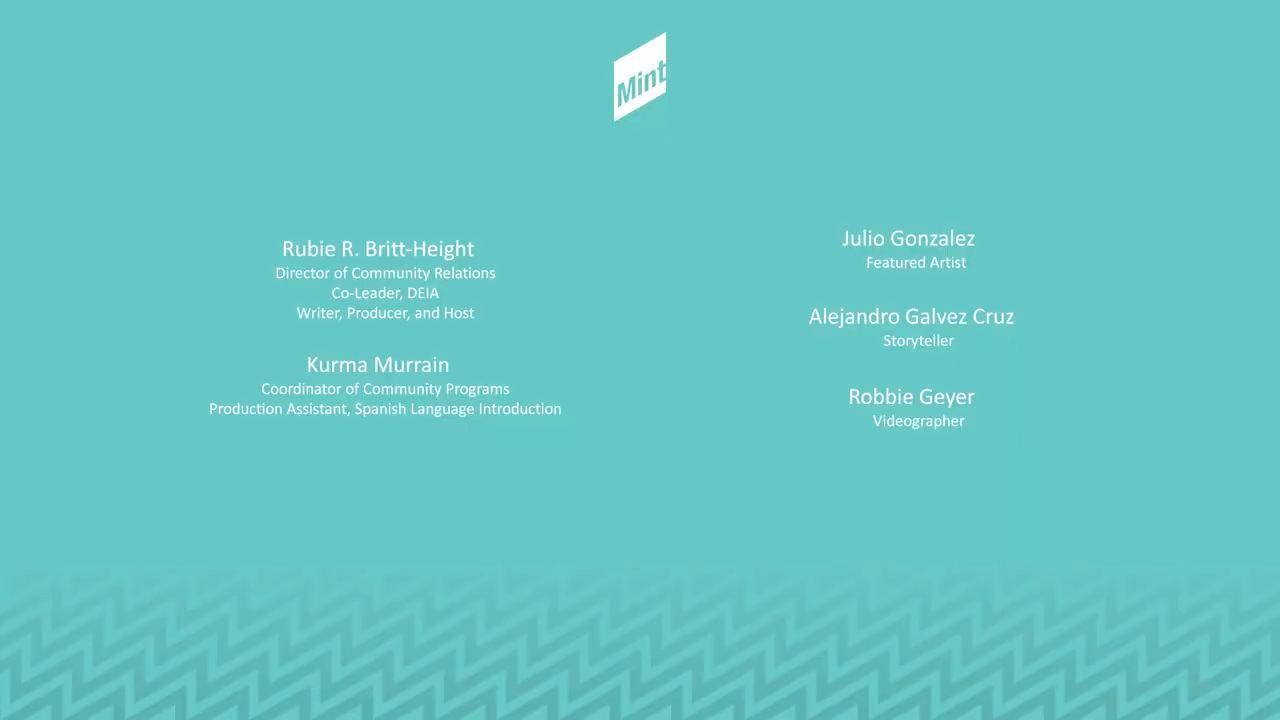 Mint
Rubie R. Britt-Height
Director of Community Relations
Co-Leader, DEIA
Writer, Producer, and Host
Kurma Murrain
Coordinator of Community Programs
Production Assistant, Spanish Language Introduction
Julio Gonzalez
Featured Artist
Alejandro Galvez Cruz
Storyteller
Robbie Geyer
Videographer